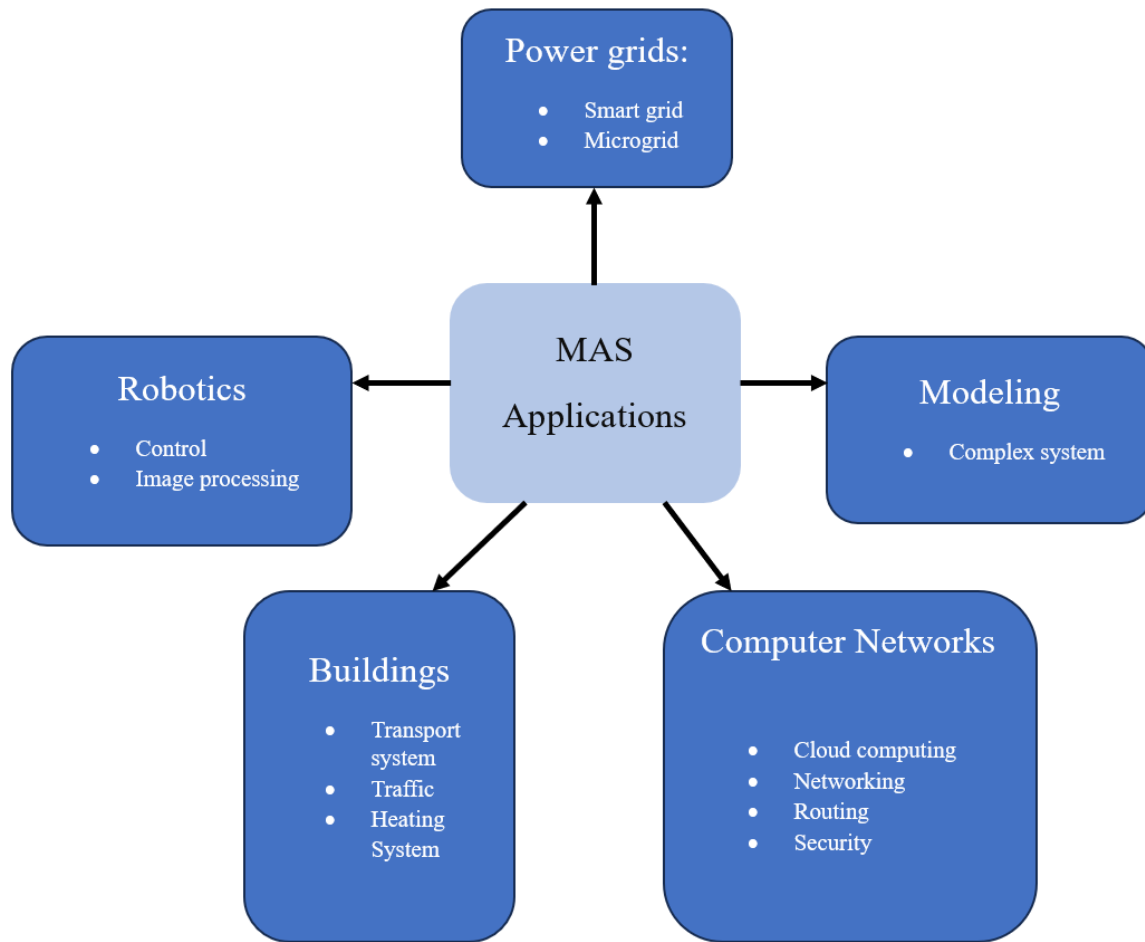 Power grids:
● Smart grid
● Microgrid
MAS
Applications
Robotics
● Control
● Image processing
Modeling
● Complex system
Buildings
● Transport
system
● Traffic
● Heating
System
Computer Networks
● Cloud computing
● Networking
● Routing
● Security